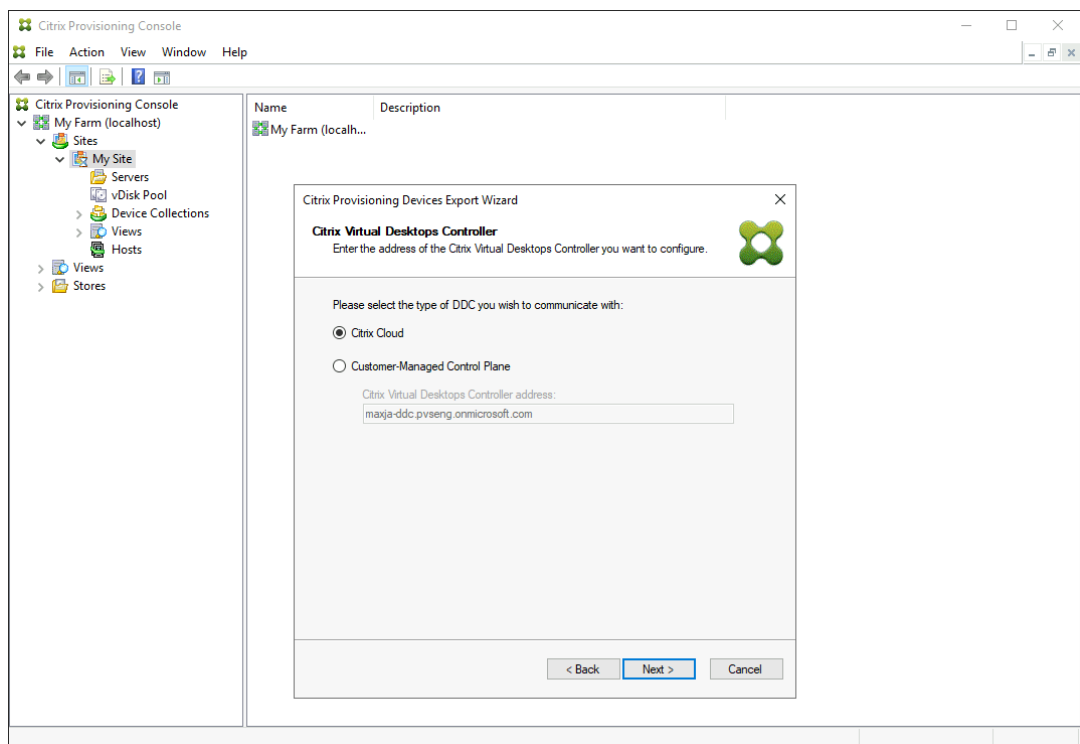 Citrix Provisioning Console
File Action View Window Help
Citrix Provisioning Console
My Farm (localhost)
Sites
My Site
Servers
vDisk Pool
Device Collections
Views
Hosts
Views
Stores
Name Description
My Farm (localh...
Citrix Provisioning Devices Export Wizard
Citrix Virtual Desktops Controller
Enter the address of the Citrix Virtual Desktops Controller you want to configure.
Please select the type of DDC you wish to communicate with:
Citrix Cloud
Customer-Managed Control Plane
Citrix Virtual Desktops Controller address:
maxja-ddc.pvseng.onmicrosoft.com
< Back Next > Cancel